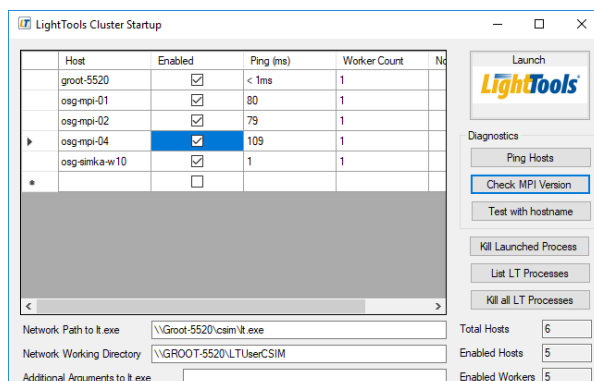 LT LightTools Cluster Startup
Host Enabled Ping (ms) Worker Count No
groot-5520 < 1ms 1
osg-mpi-01 80 1
osg-mpi-02 79 1
osg-mpi-04 109 1
osg-simka-w10 1 1
Launch
LightTools
Diagnostics
Ping Hosts
Check MPI Version
Test with hostname
Kill Launched Process
List LT Processes
Kill all LT Processes
Network Path to lt.exe \\Groot-5520\csim\lt.exe
Network Working Directory \\GROOT-5520\LTUserCSIM
Additional Arguments to lt.exe
Total Hosts 6
Enabled Hosts 5
Enabled Workers 5